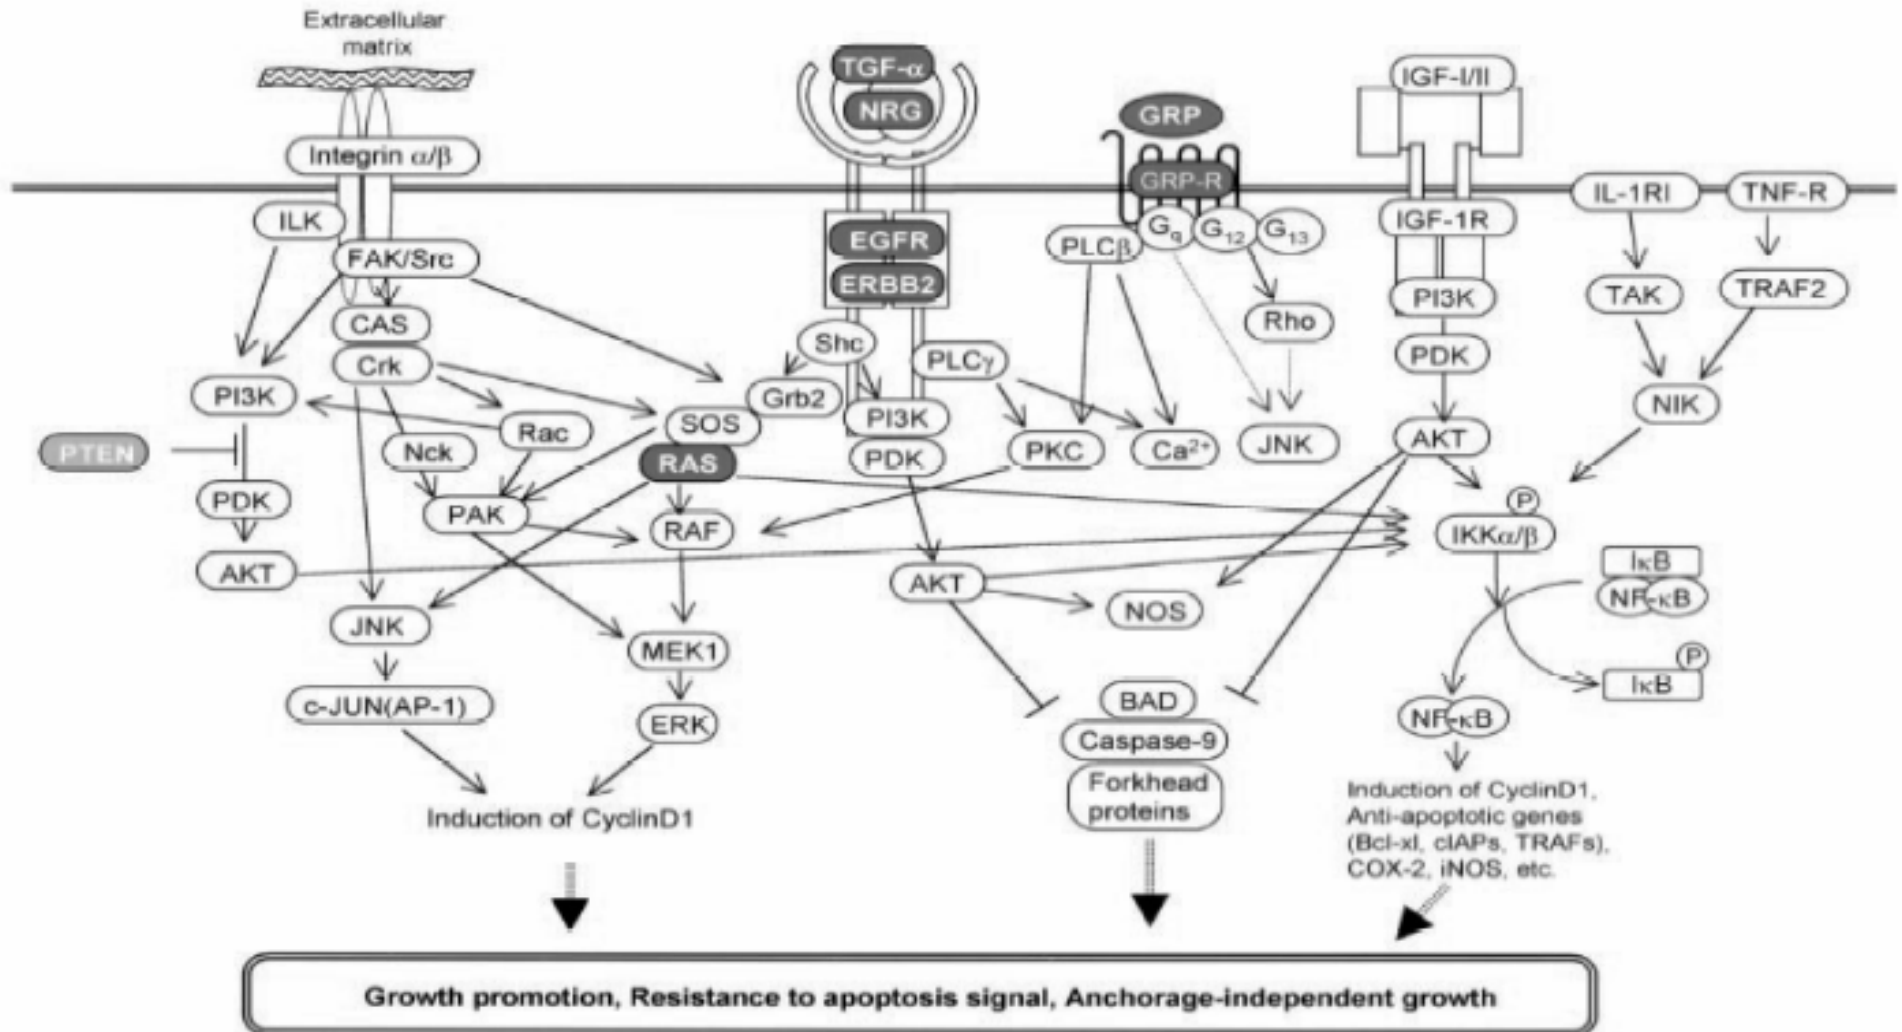 Extracellular
matrix
Integrin α/β
ILK
FAK/Src
CAS
Crk
PI3K
PTEN
Nck
Rac
PDK
PAK
AKT
JNK
c-JUN(AP-1)
Induction of CyclinD1
TGF-α
NRG
EGFR
ERBB2
Shc
Grb2
SOS
RAS
RAF
MEK1
ERK
PLCγ
PI3K
PDK
PKC
Ca2+
AKT
NOS
GRP
GRP-R
PLCβ
Gq
G12
G13
Rho
JNK
BAD
Caspase-9
Forkhead
proteins
IGF-I/II
IGF-1R
PI3K
PDK
AKT
IL-1RI
TNF-R
TAK
TRAF2
NIK
P
IKKα/β
IκB
NF-κB
P
IκB
NF-κB
Induction of CyclinD1,
Anti-apoptotic genes
(Bcl-xl, cIAPs, TRAFs),
COX-2, iNOS, etc.
Growth promotion, Resistance to apoptosis signal, Anchorage-independent growth